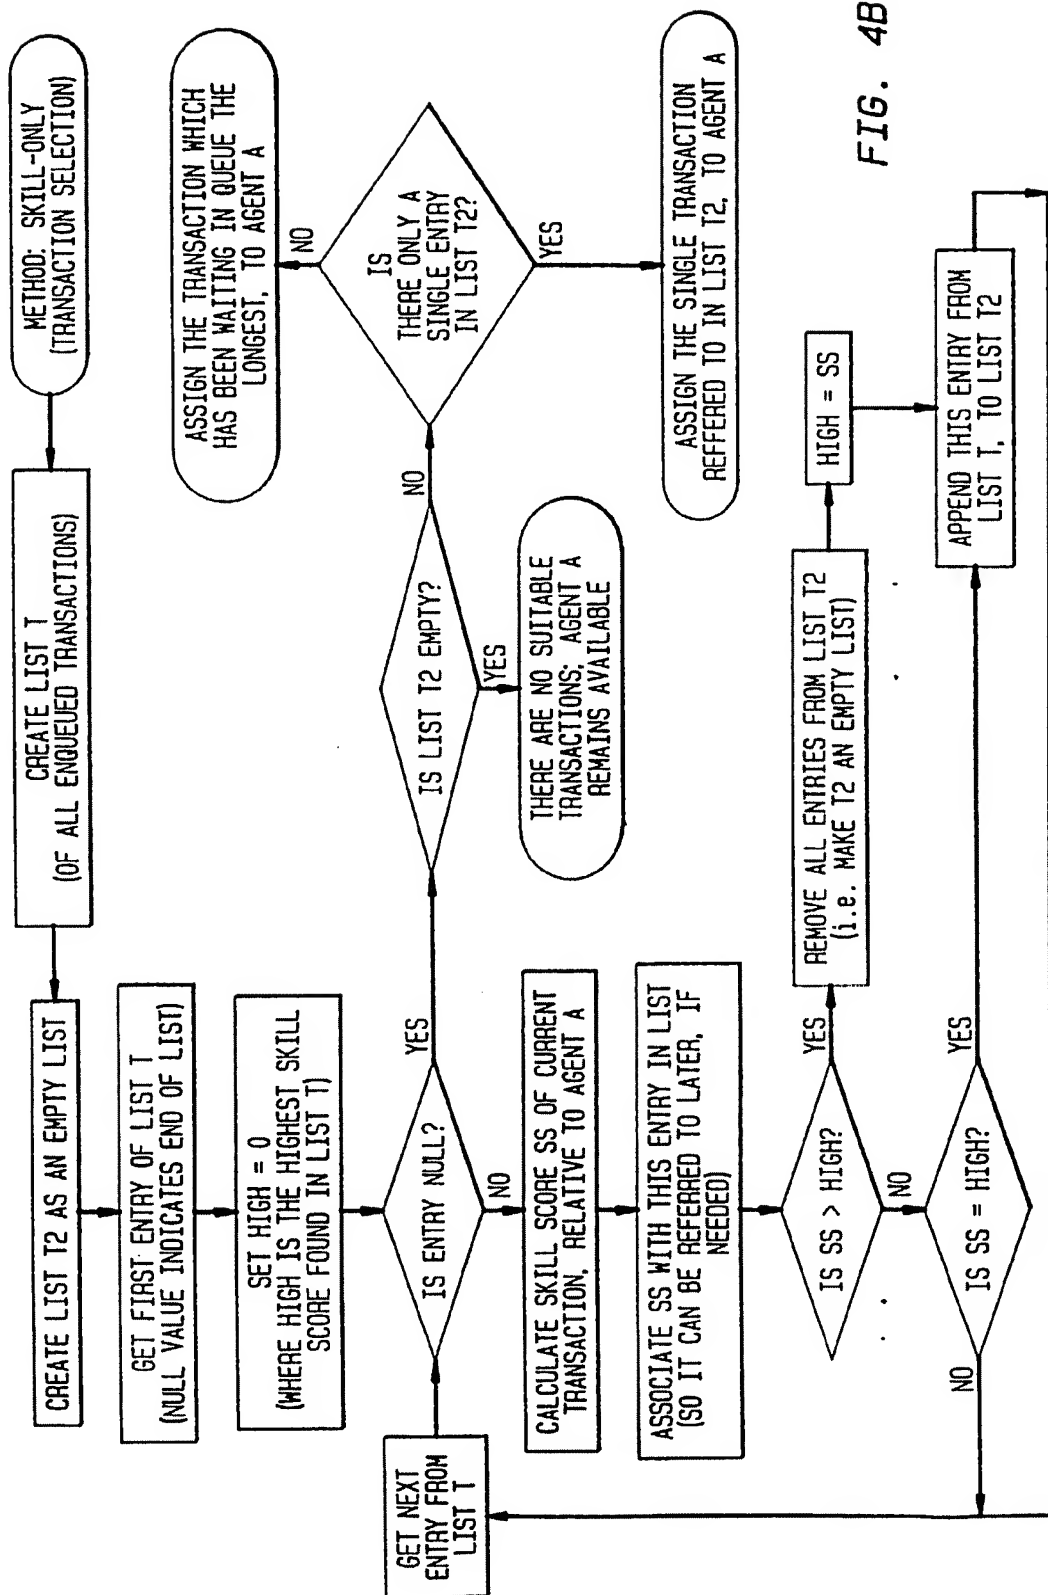 METHOD: SKILL-ONLY
(TRANSACTION SELECTION)
CREATE LIST T
(OF ALL ENQUEUED TRANSACTIONS)
CREATE LIST T2 AS AN EMPTY LIST
GET FIRST ENTRY OF LIST T
(NULL VALUE INDICATES END OF LIST)
SET HIGH = 0
(WHERE HIGH IS THE HIGHEST SKILL
SCORE FOUND IN LIST T)
GET NEXT
ENTRY FROM
LIST T
IS ENTRY NULL?
YES
NO
IS LIST T2 EMPTY?
NO
YES
THERE ARE NO SUITABLE
TRANSACTIONS; AGENT A
REMAINS AVAILABLE
IS
THERE ONLY A
SINGLE ENTRY
IN LIST T2?
NO
YES
ASSIGN THE TRANSACTION WHICH
HAS BEEN WAITING IN QUEUE THE
LONGEST, TO AGENT A
ASSIGN THE SINGLE TRANSACTION
REFFERED TO IN LIST T2, TO AGENT A
CALCULATE SKILL SCORE SS OF CURRENT
TRANSACTION, RELATIVE TO AGENT A
ASSOCIATE SS WITH THIS ENTRY IN LIST
(SO IT CAN BE REFERRED TO LATER, IF
NEEDED)
IS SS > HIGH?
YES
NO
REMOVE ALL ENTRIES FROM LIST T2
(i.e. MAKE T2 AN EMPTY LIST)
HIGH = SS
IS SS = HIGH?
YES
NO
APPEND THIS ENTRY FROM
LIST T, TO LIST T2
FIG. 4B